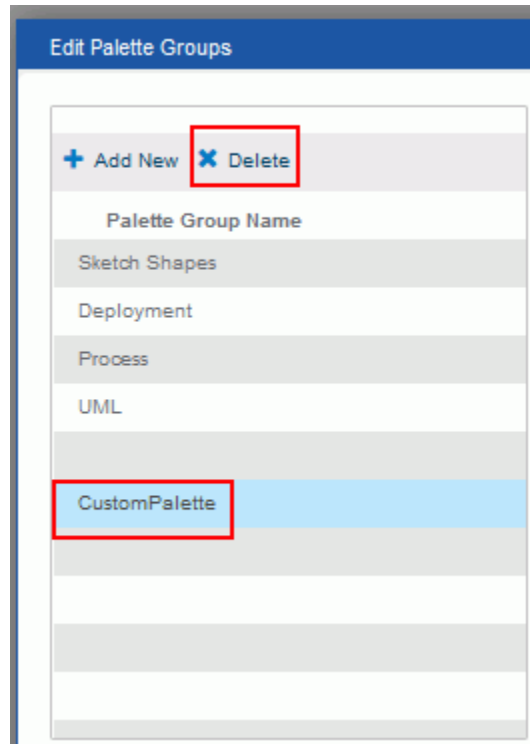 Edit Palette Groups
Add New Delete
Palette Group Name
Sketch Shapes
Deployment
Process
UML
CustomPalette